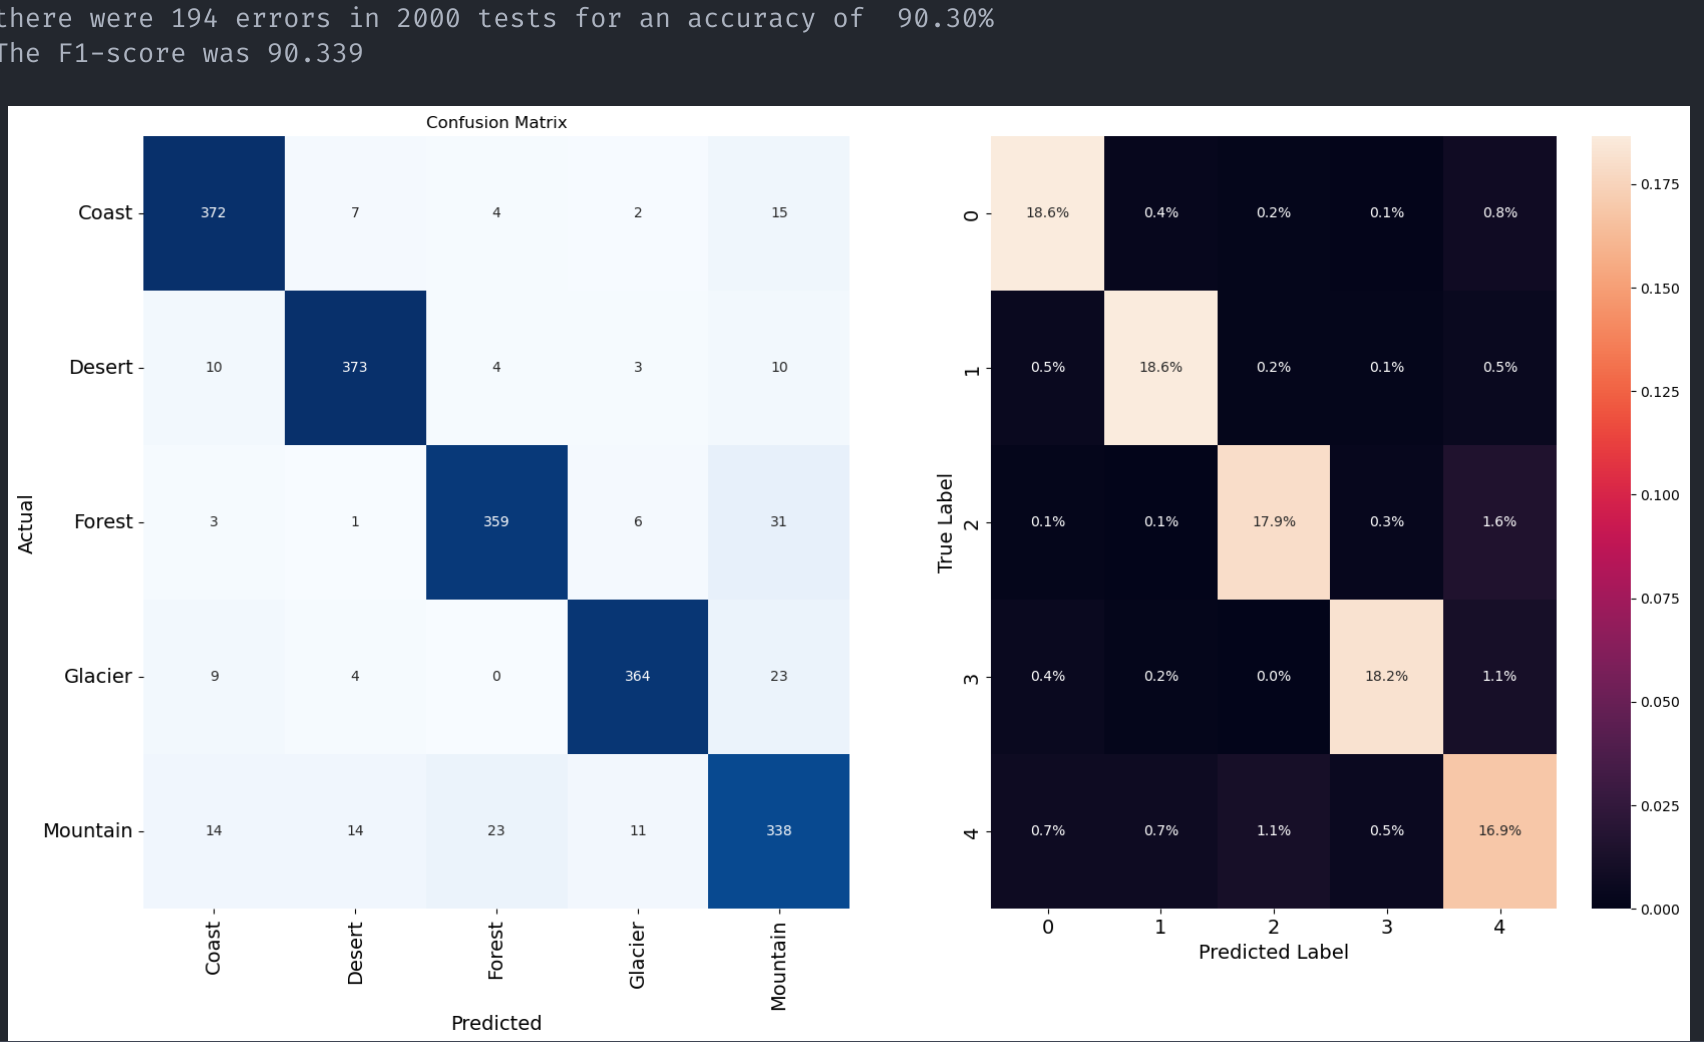 there were 194 errors in 2000 tests for an accuracy of  90.30%
The F1-score was 90.339
Confusion Matrix
Actual
Coast
372 7 4 2 15
Desert
10 373 4 3 10
Forest
3 1 359 6 31
Glacier
9 4 0 364 23
Mountain
14 14 23 11 338
Coast
Desert
Forest
Glacier
Mountain
Predicted
True Label
0
18.6% 0.4% 0.2% 0.1% 0.8%
1
0.5% 18.6% 0.2% 0.1% 0.5%
2
0.1% 0.1% 17.9% 0.3% 1.6%
3
0.4% 0.2% 0.0% 18.2% 1.1%
4
0.7% 0.7% 1.1% 0.5% 16.9%
0 1 2 3 4
Predicted Label
0.175
0.150
0.125
0.100
0.075
0.050
0.025
0.000